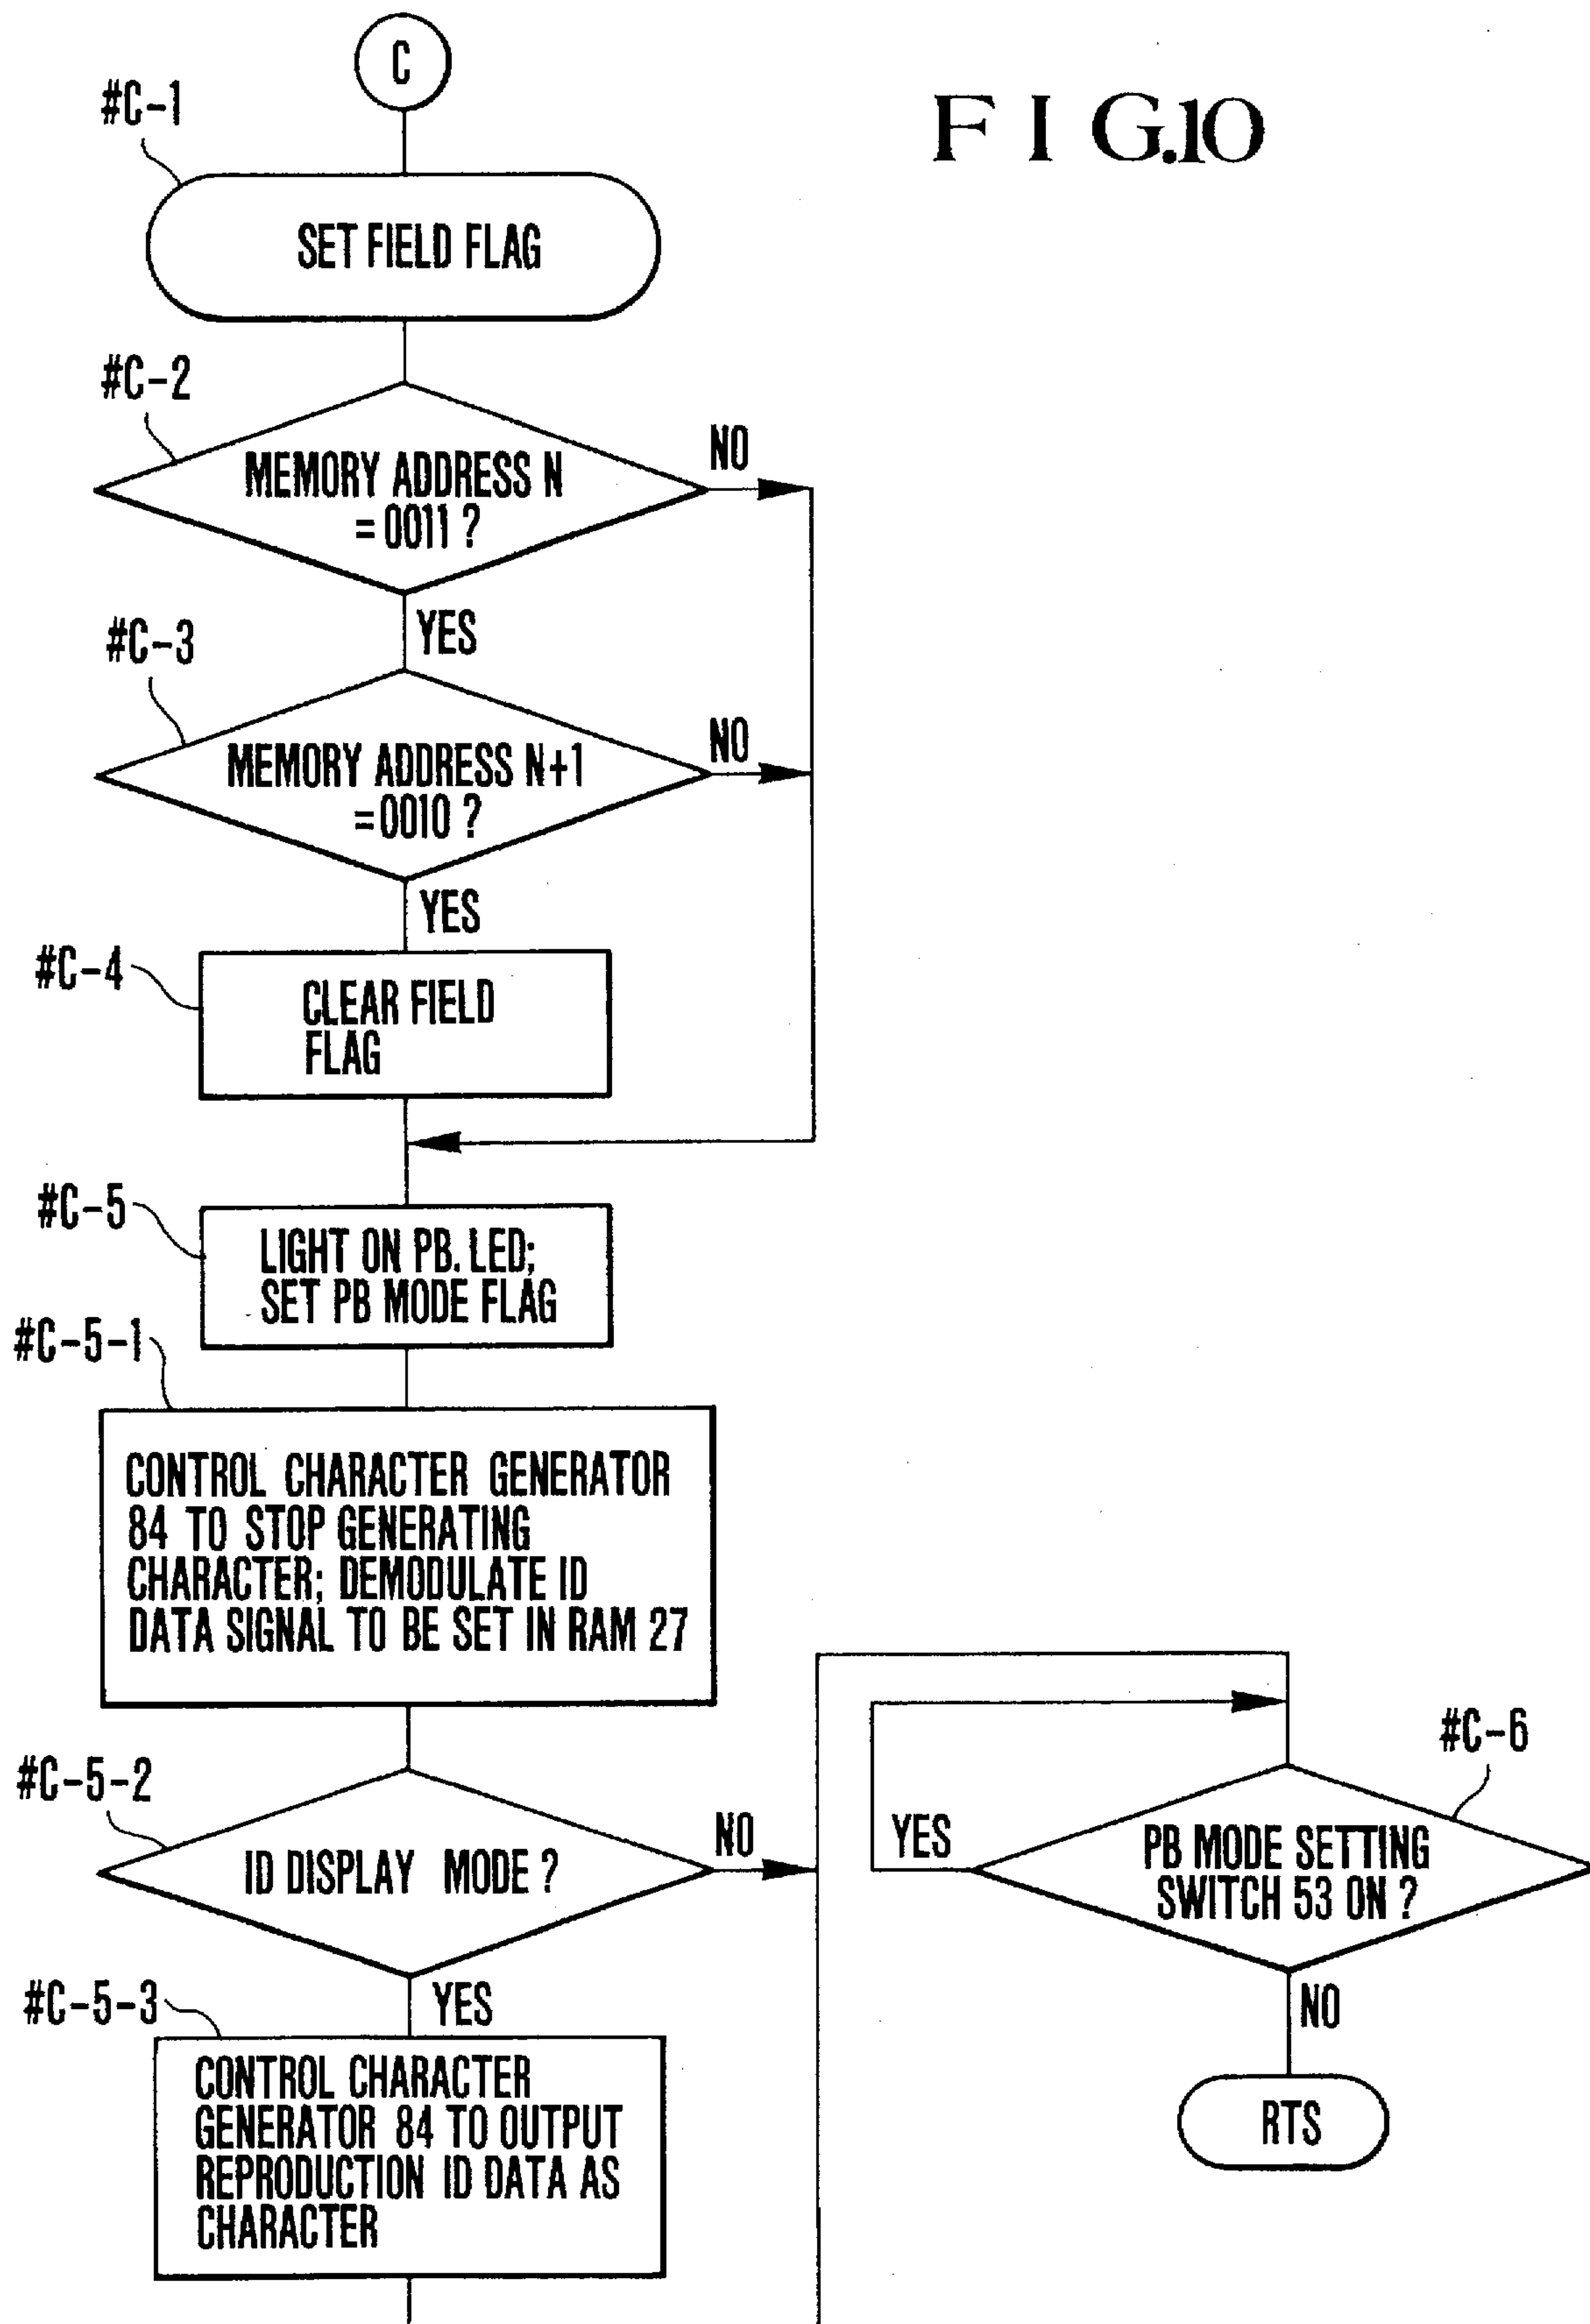 C
FIG.10
#C-1
SET FIELD FLAG
#C-2
MEMORY ADDRESS N
=0011 ?
NO
YES
#C-3
MEMORY ADDRESS N+1
=0010 ?
NO
YES
#C-4
CLEAR FIELD
FLAG
#C-5
LIGHT ON PB. LED;
SET PB MODE FLAG
#C-5-1
CONTROL CHARACTER GENERATOR
84 TO STOP GENERATING
CHARACTER; DEMODULATE ID
DATA SIGNAL TO BE SET IN RAM 27
#C-5-2
ID DISPLAY MODE ?
NO
YES
#C-5-3
CONTROL CHARACTER
GENERATOR 84 TO OUTPUT
REPRODUCTION ID DATA AS
CHARACTER
#C-6
YES
PB MODE SETTING
SWITCH 53 ON ?
NO
RTS